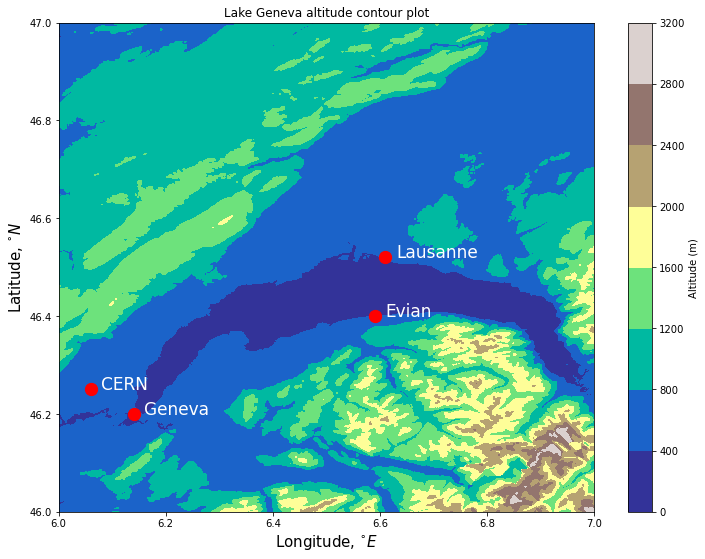 Lake Geneva altitude contour plot
47.0
46.8
46.6
46.4
46.2
46.0
Latitude, °N
Lausanne
Evian
CERN
Geneva
6.0 6.2 6.4 6.6 6.8 7.0
Longitude, °E
3200
2800
2400
2000
1600
1200
800
400
0
Altitude (m)